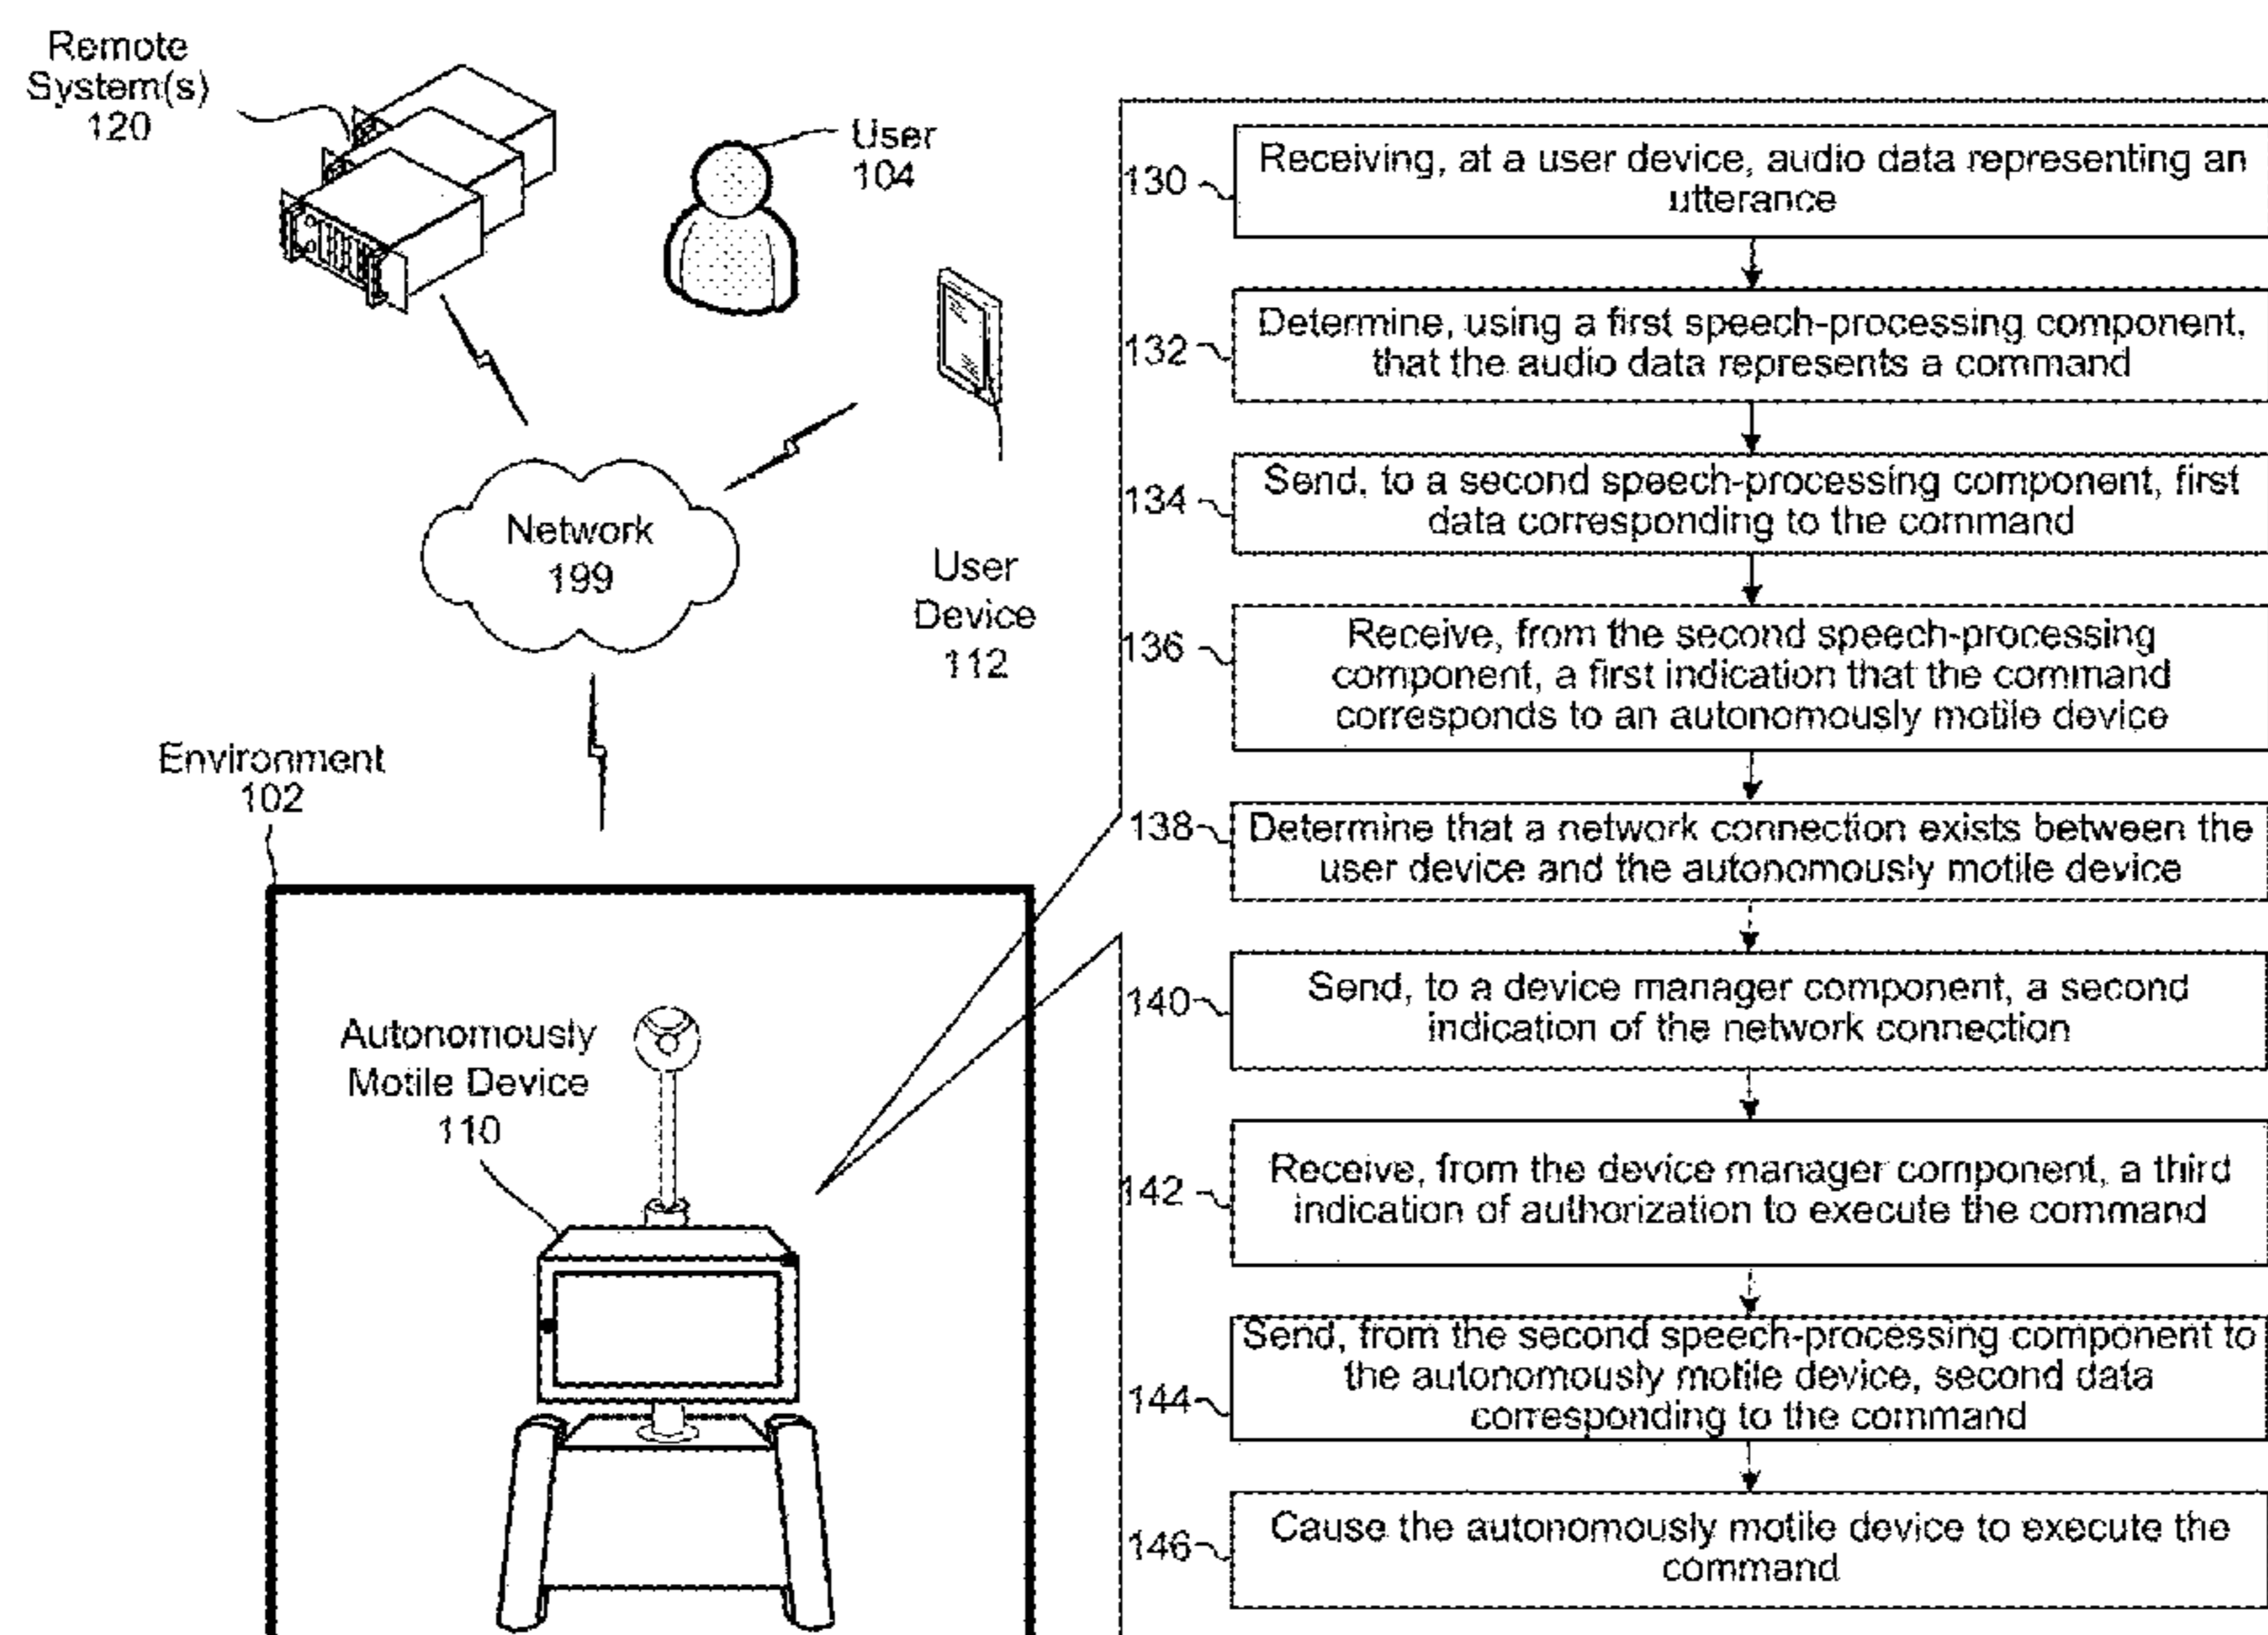 Remote
System(s)
120
User
104
Network
199
User
Device
112
Environment
102
Autonomously
Motile Device
110
130
Receiving, at a user device, audio data representing an
utterance
132
Determine, using a first speech-processing component,
that the audio data represents a command
134
Send, to a second speech-processing component, first
data corresponding to the command
136
Receive, from the second speech-processing
component, a first indication that the command
corresponds to an autonomously motile device
138
Determine that a network connection exists between the
user device and the autonomously motile device
140
Send, to a device manager component, a second
indication of the network connection
142
Receive, from the device manager component, a third
indication of authorization to execute the command
144
Send, from the second speech-processing component to
the autonomously motile device, second data
corresponding to the command
146
Cause the autonomously motile device to execute the
command